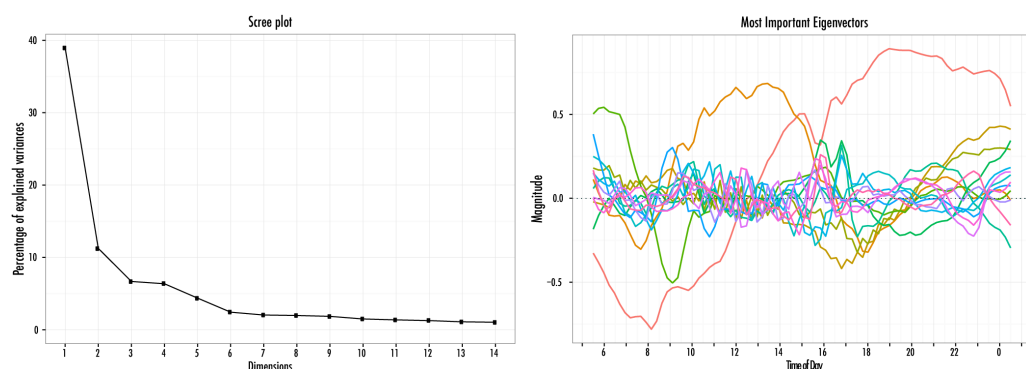 Scree plot
Percentage of explained variances
40
30
20
10
0
1 2 3 4 5 6 7 8 9 10 11 12 13 14
Dimensions
Most Important Eigenvectors
Magnitude
0.5
0.0
-0.5
6 8 10 12 14 16 18 20 22 0
Time of Day